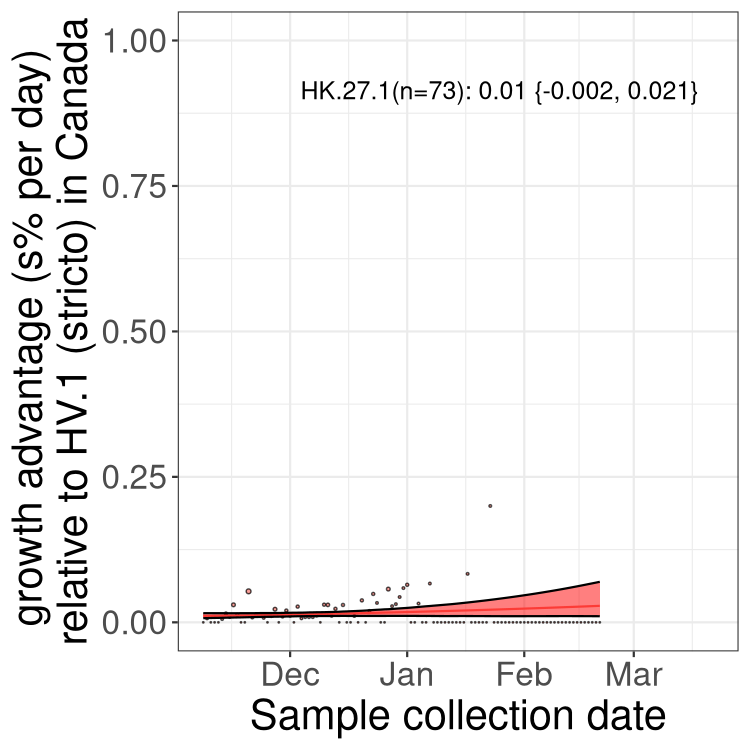 growth advantage (s% per day)
relative to HV.1 (stricto) in Canada
1.00
0.75
0.50
0.25
0.00
HK.27.1(n=73): 0.01 {-0.002, 0.021}
Dec
Jan
Feb
Mar
Sample collection date